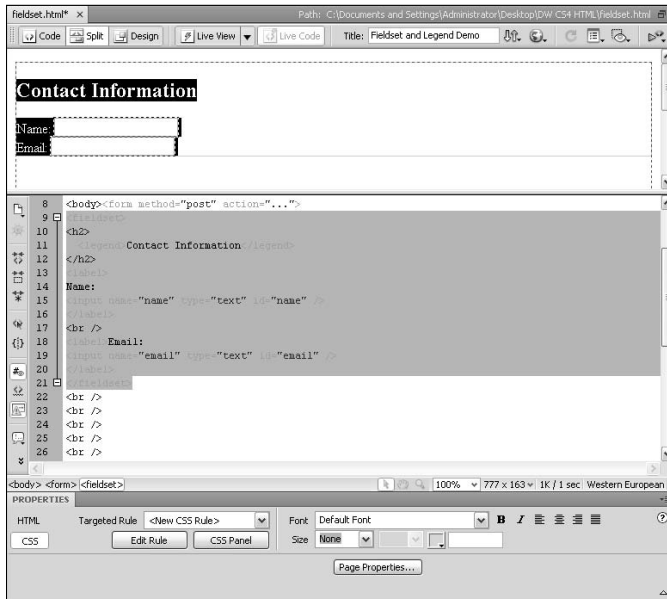 fieldset.html* ×
Path: C:\Documents and Settings\Administrator\Desktop\DW CS4 HTML\fieldset.html
Code Split Design Live View Live Code Title: Fieldset and Legend Demo
Contact Information
Name:
Email:
8 <body><form method="post" action="...">
9 <fieldset>
10 <h2>
11 <legend>Contact Information</legend>
12 </h2>
13 <label>
14 Name:
15 <input name="name" type="text" id="name" />
16 </label>
17 <br />
18 <label>Email:
19 <input name="email" type="text" id="email" />
20 </label>
21 </fieldset>
22 <br />
23 <br />
24 <br />
25 <br />
26 <br />
<body> <form> <fieldset> 100% 777 x 163 1K / 1 sec Western European
PROPERTIES
HTML Targeted Rule <New CSS Rule> Font Default Font B I
CSS Edit Rule CSS Panel Size None
Page Properties...